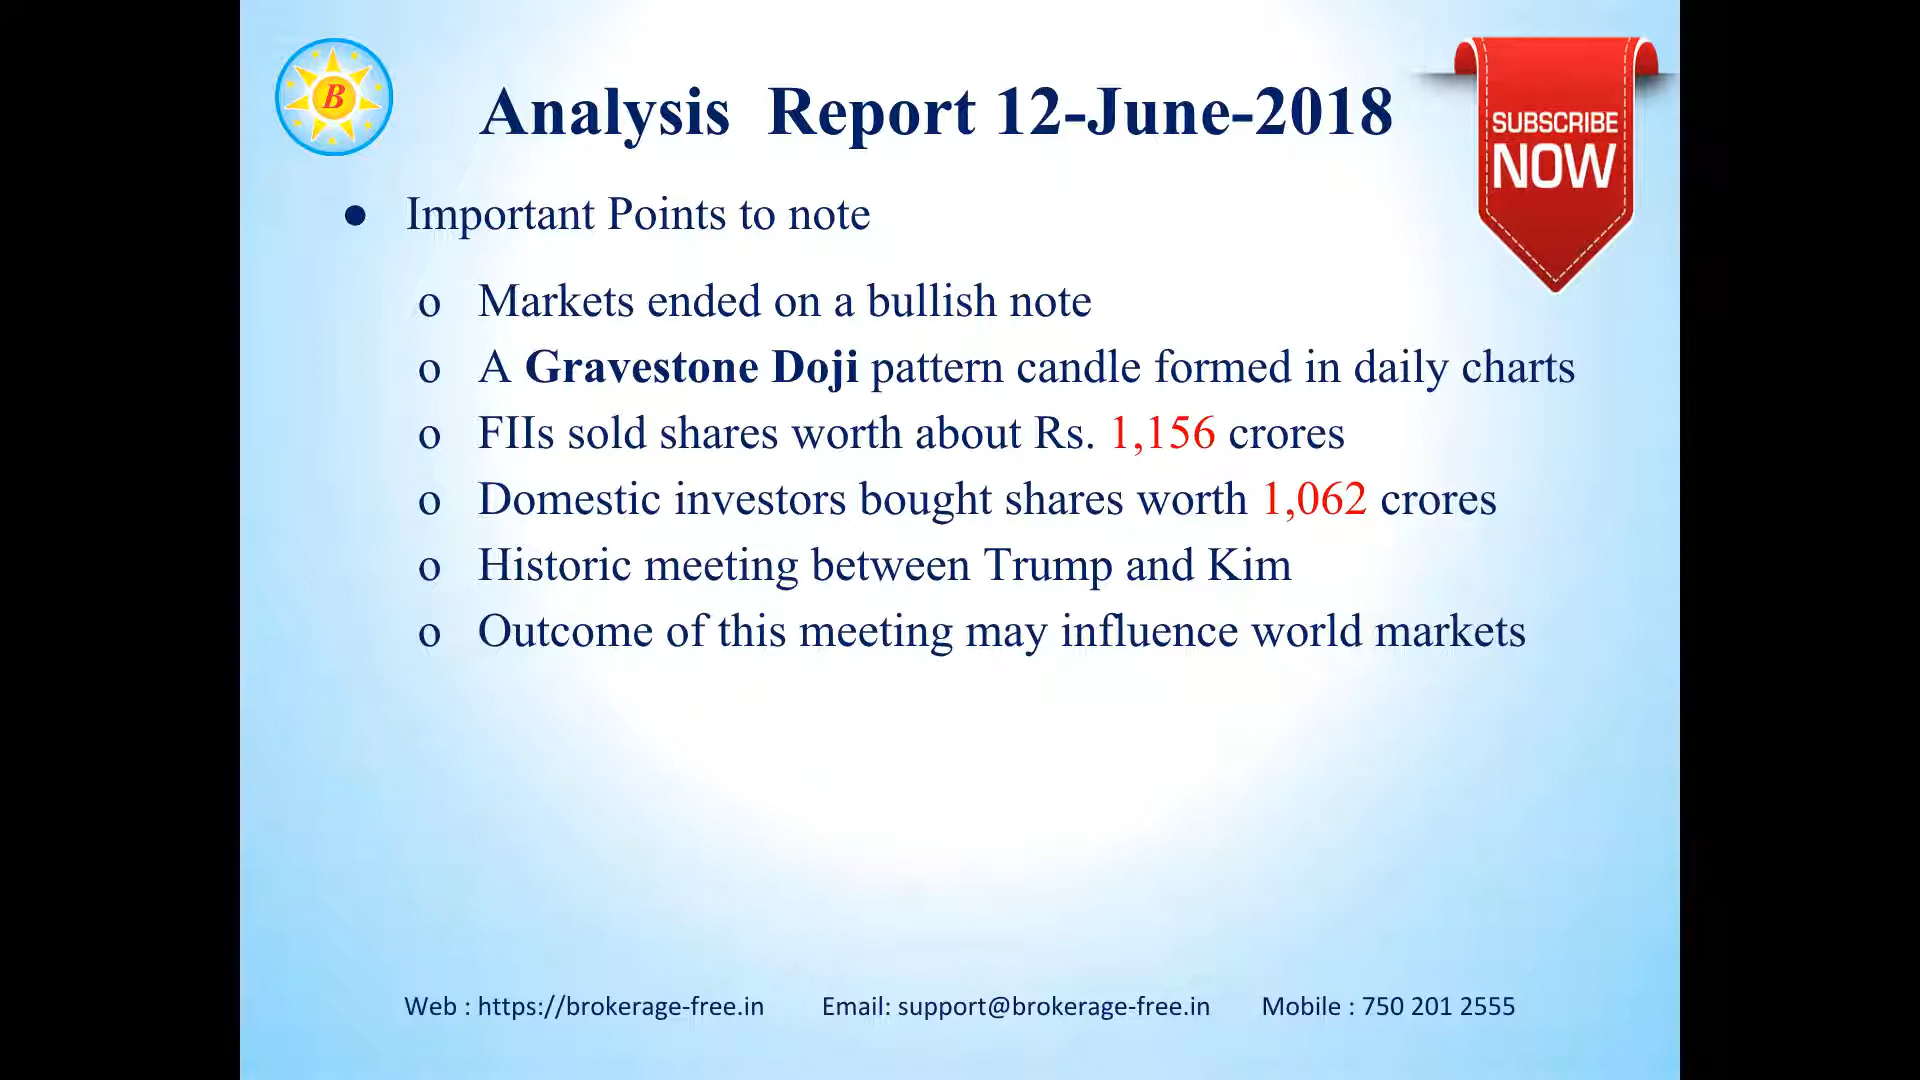 B
Analysis Report 12-June-2018
SUBSCRIBE
NOW
● Important Points to note
o Markets ended on a bullish note
o A Gravestone Doji pattern candle formed in daily charts
o FIIs sold shares worth about Rs. 1,156 crores
o Domestic investors bought shares worth 1,062 crores
o Historic meeting between Trump and Kim
o Outcome of this meeting may influence world markets
Web : https://brokerage-free.in Email: support@brokerage-free.in Mobile : 750 201 2555